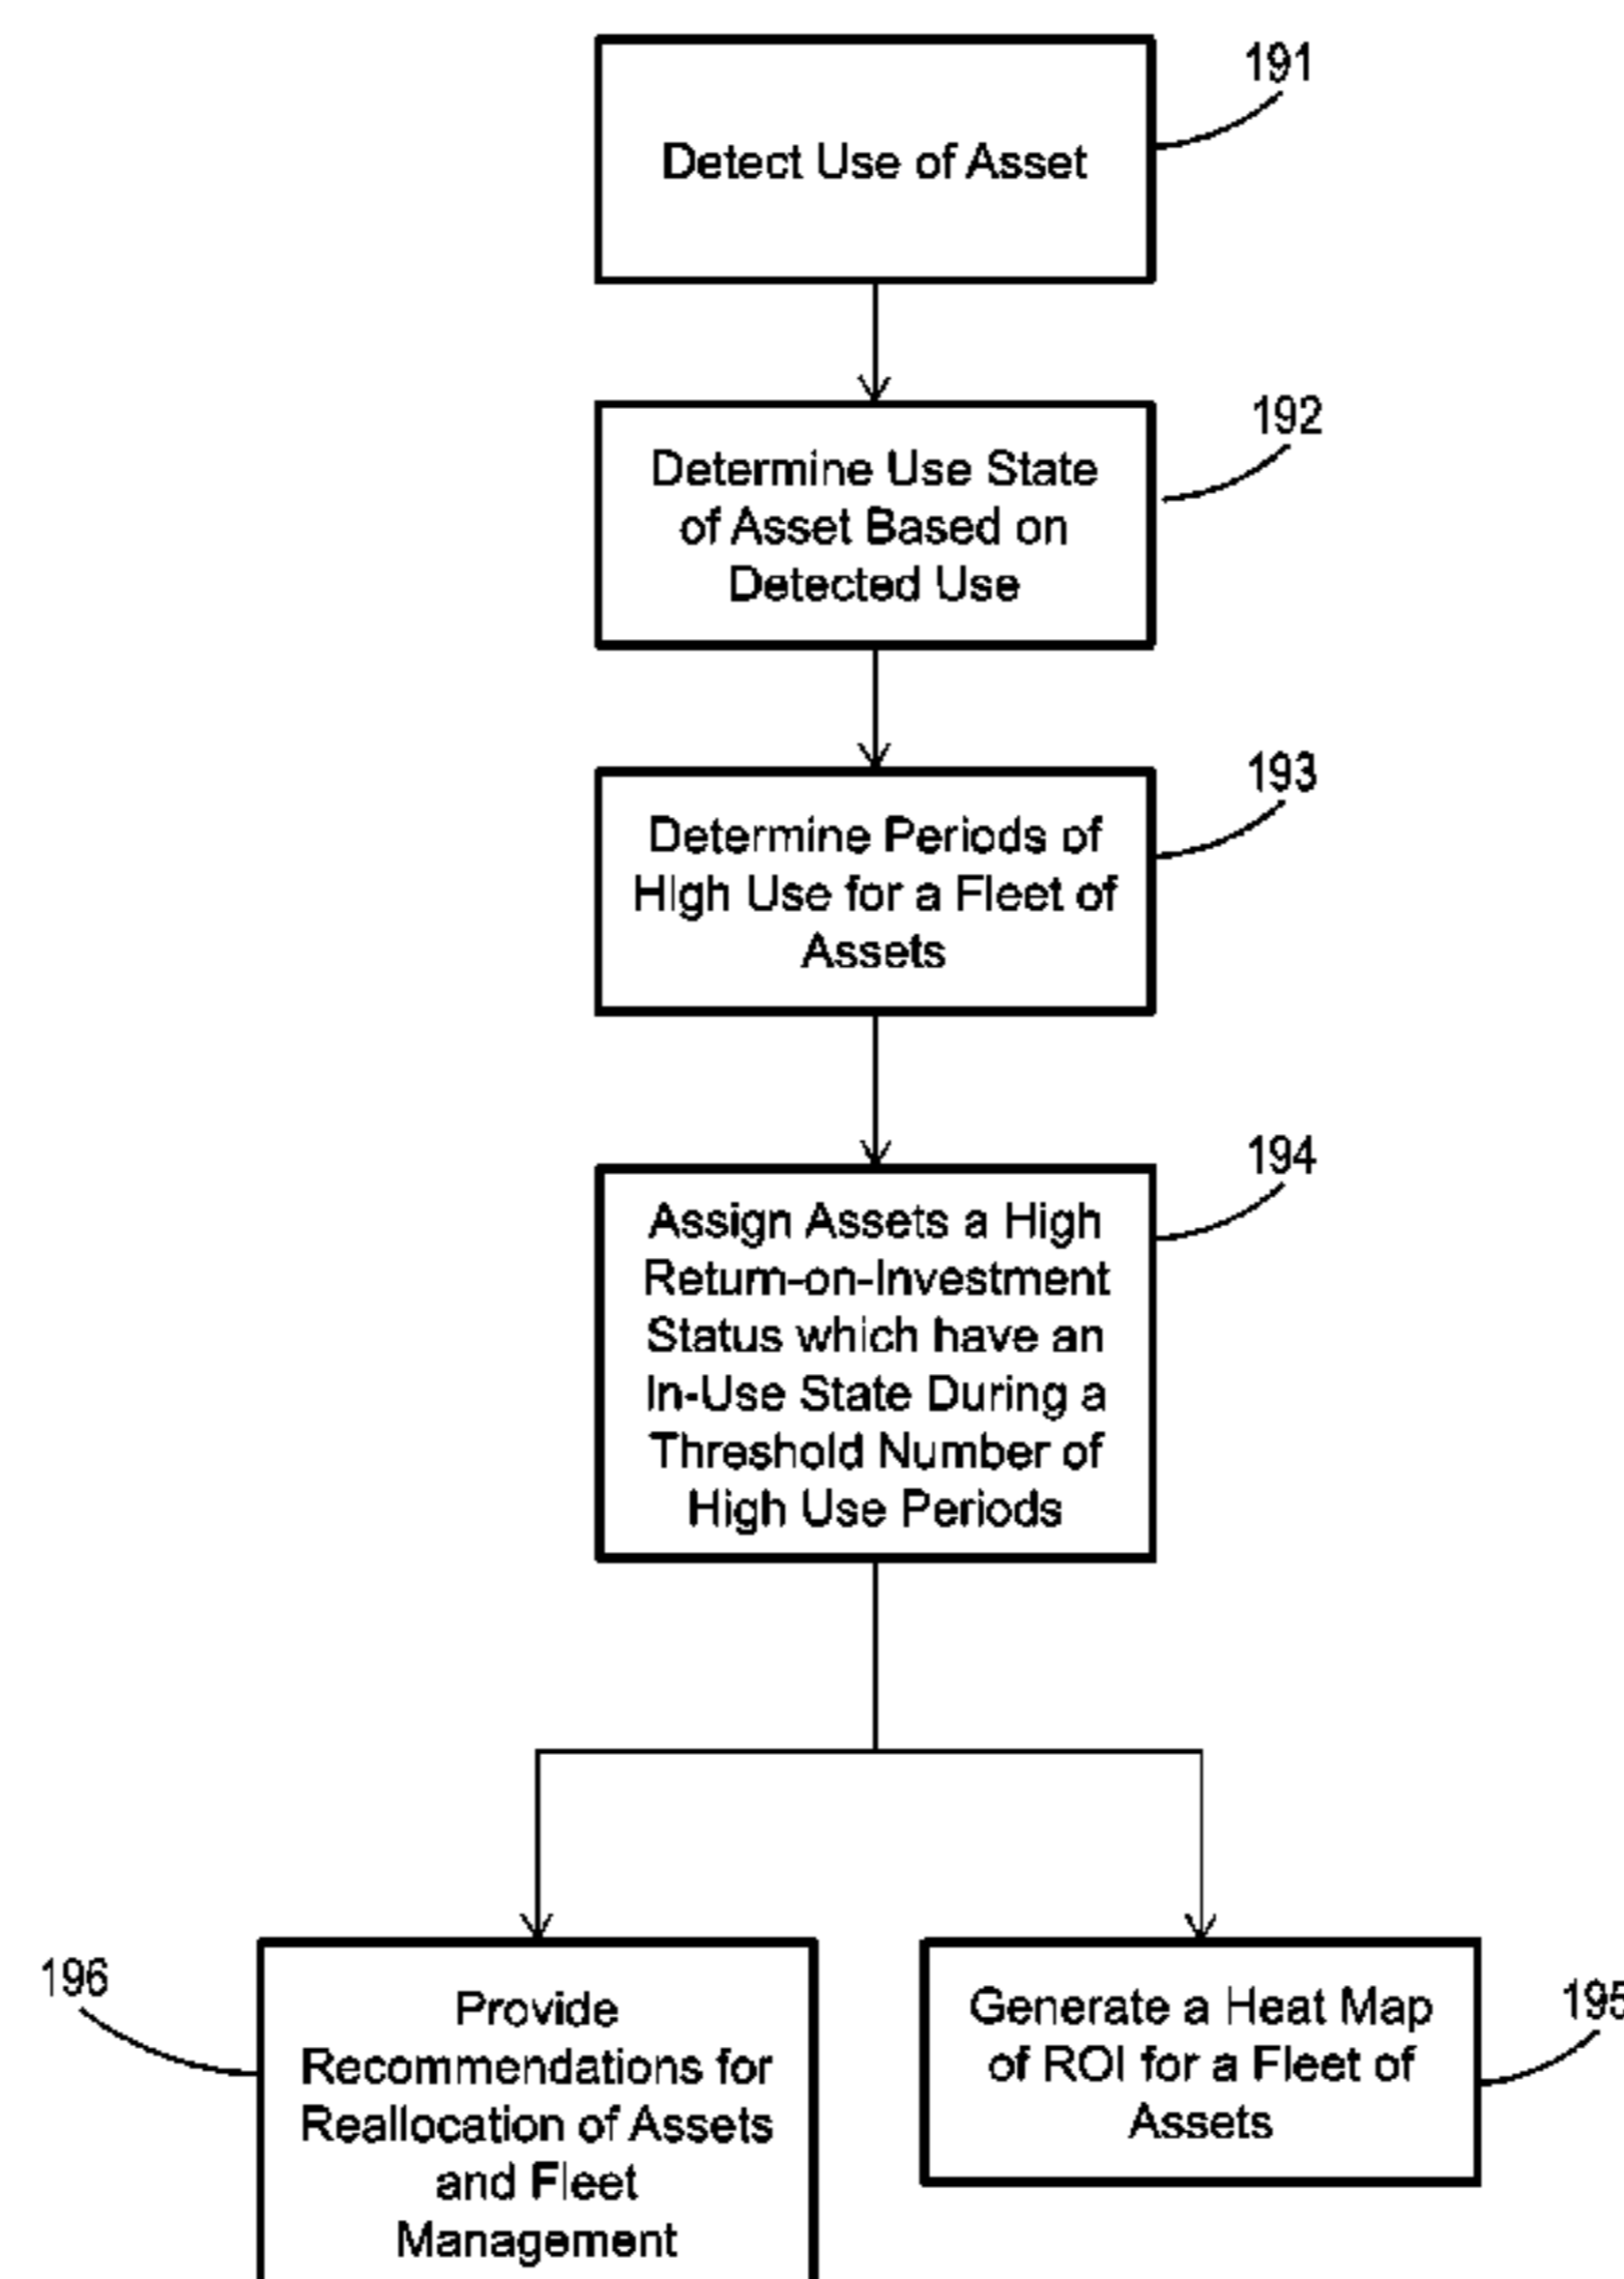 191
Detect Use of Asset
192
Determine Use State
of Asset Based on
Detected Use
193
Determine Periods of
High Use for a Fleet of
Assets
194
Assign Assets a High
Return-on-Investment
Status which have an
In-Use State During a
Threshold Number of
High Use Periods
196
Provide
Recommendations for
Reallocation of Assets
and Fleet
Management
195
Generate a Heat Map
of ROI for a Fleet of
Assets